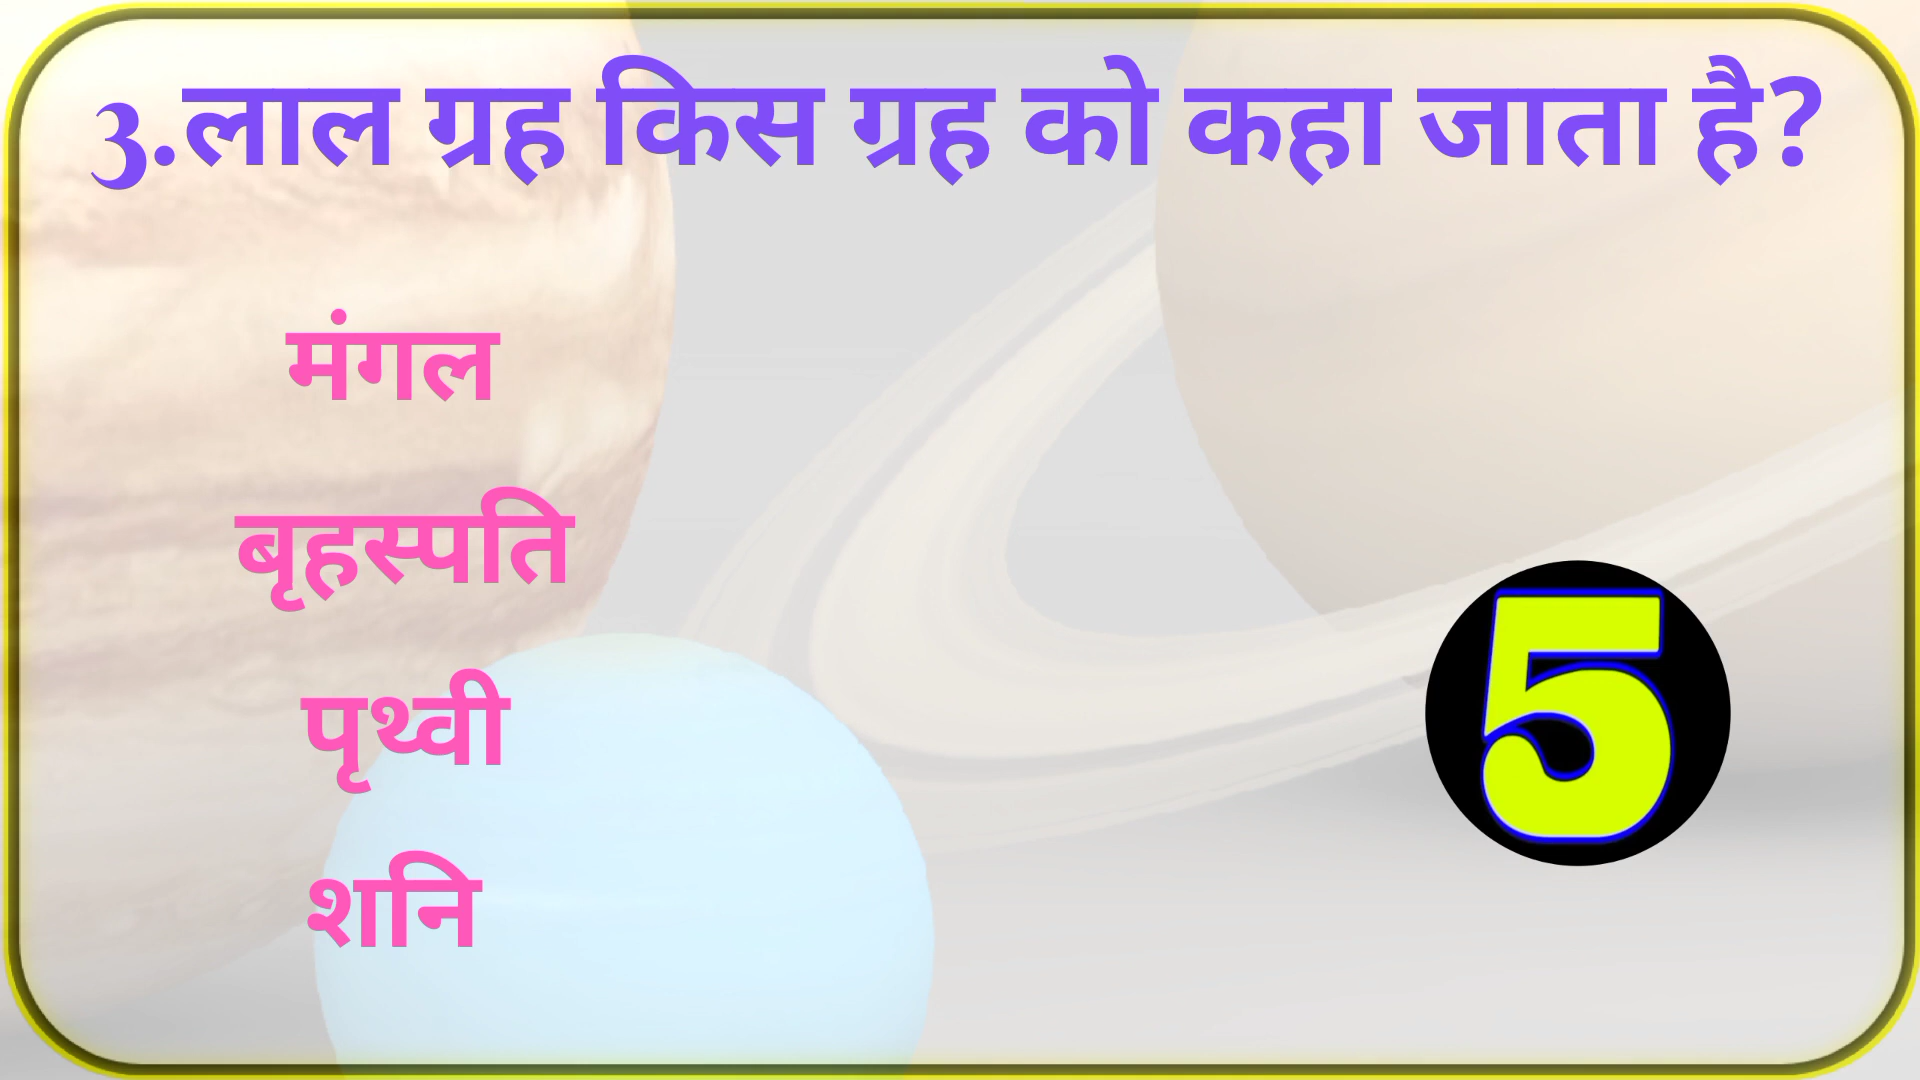 3.लाल ग्रह किस ग्रह को कहा जाता है?
मंगल
बृहस्पति
पृथ्वी
शनि
5